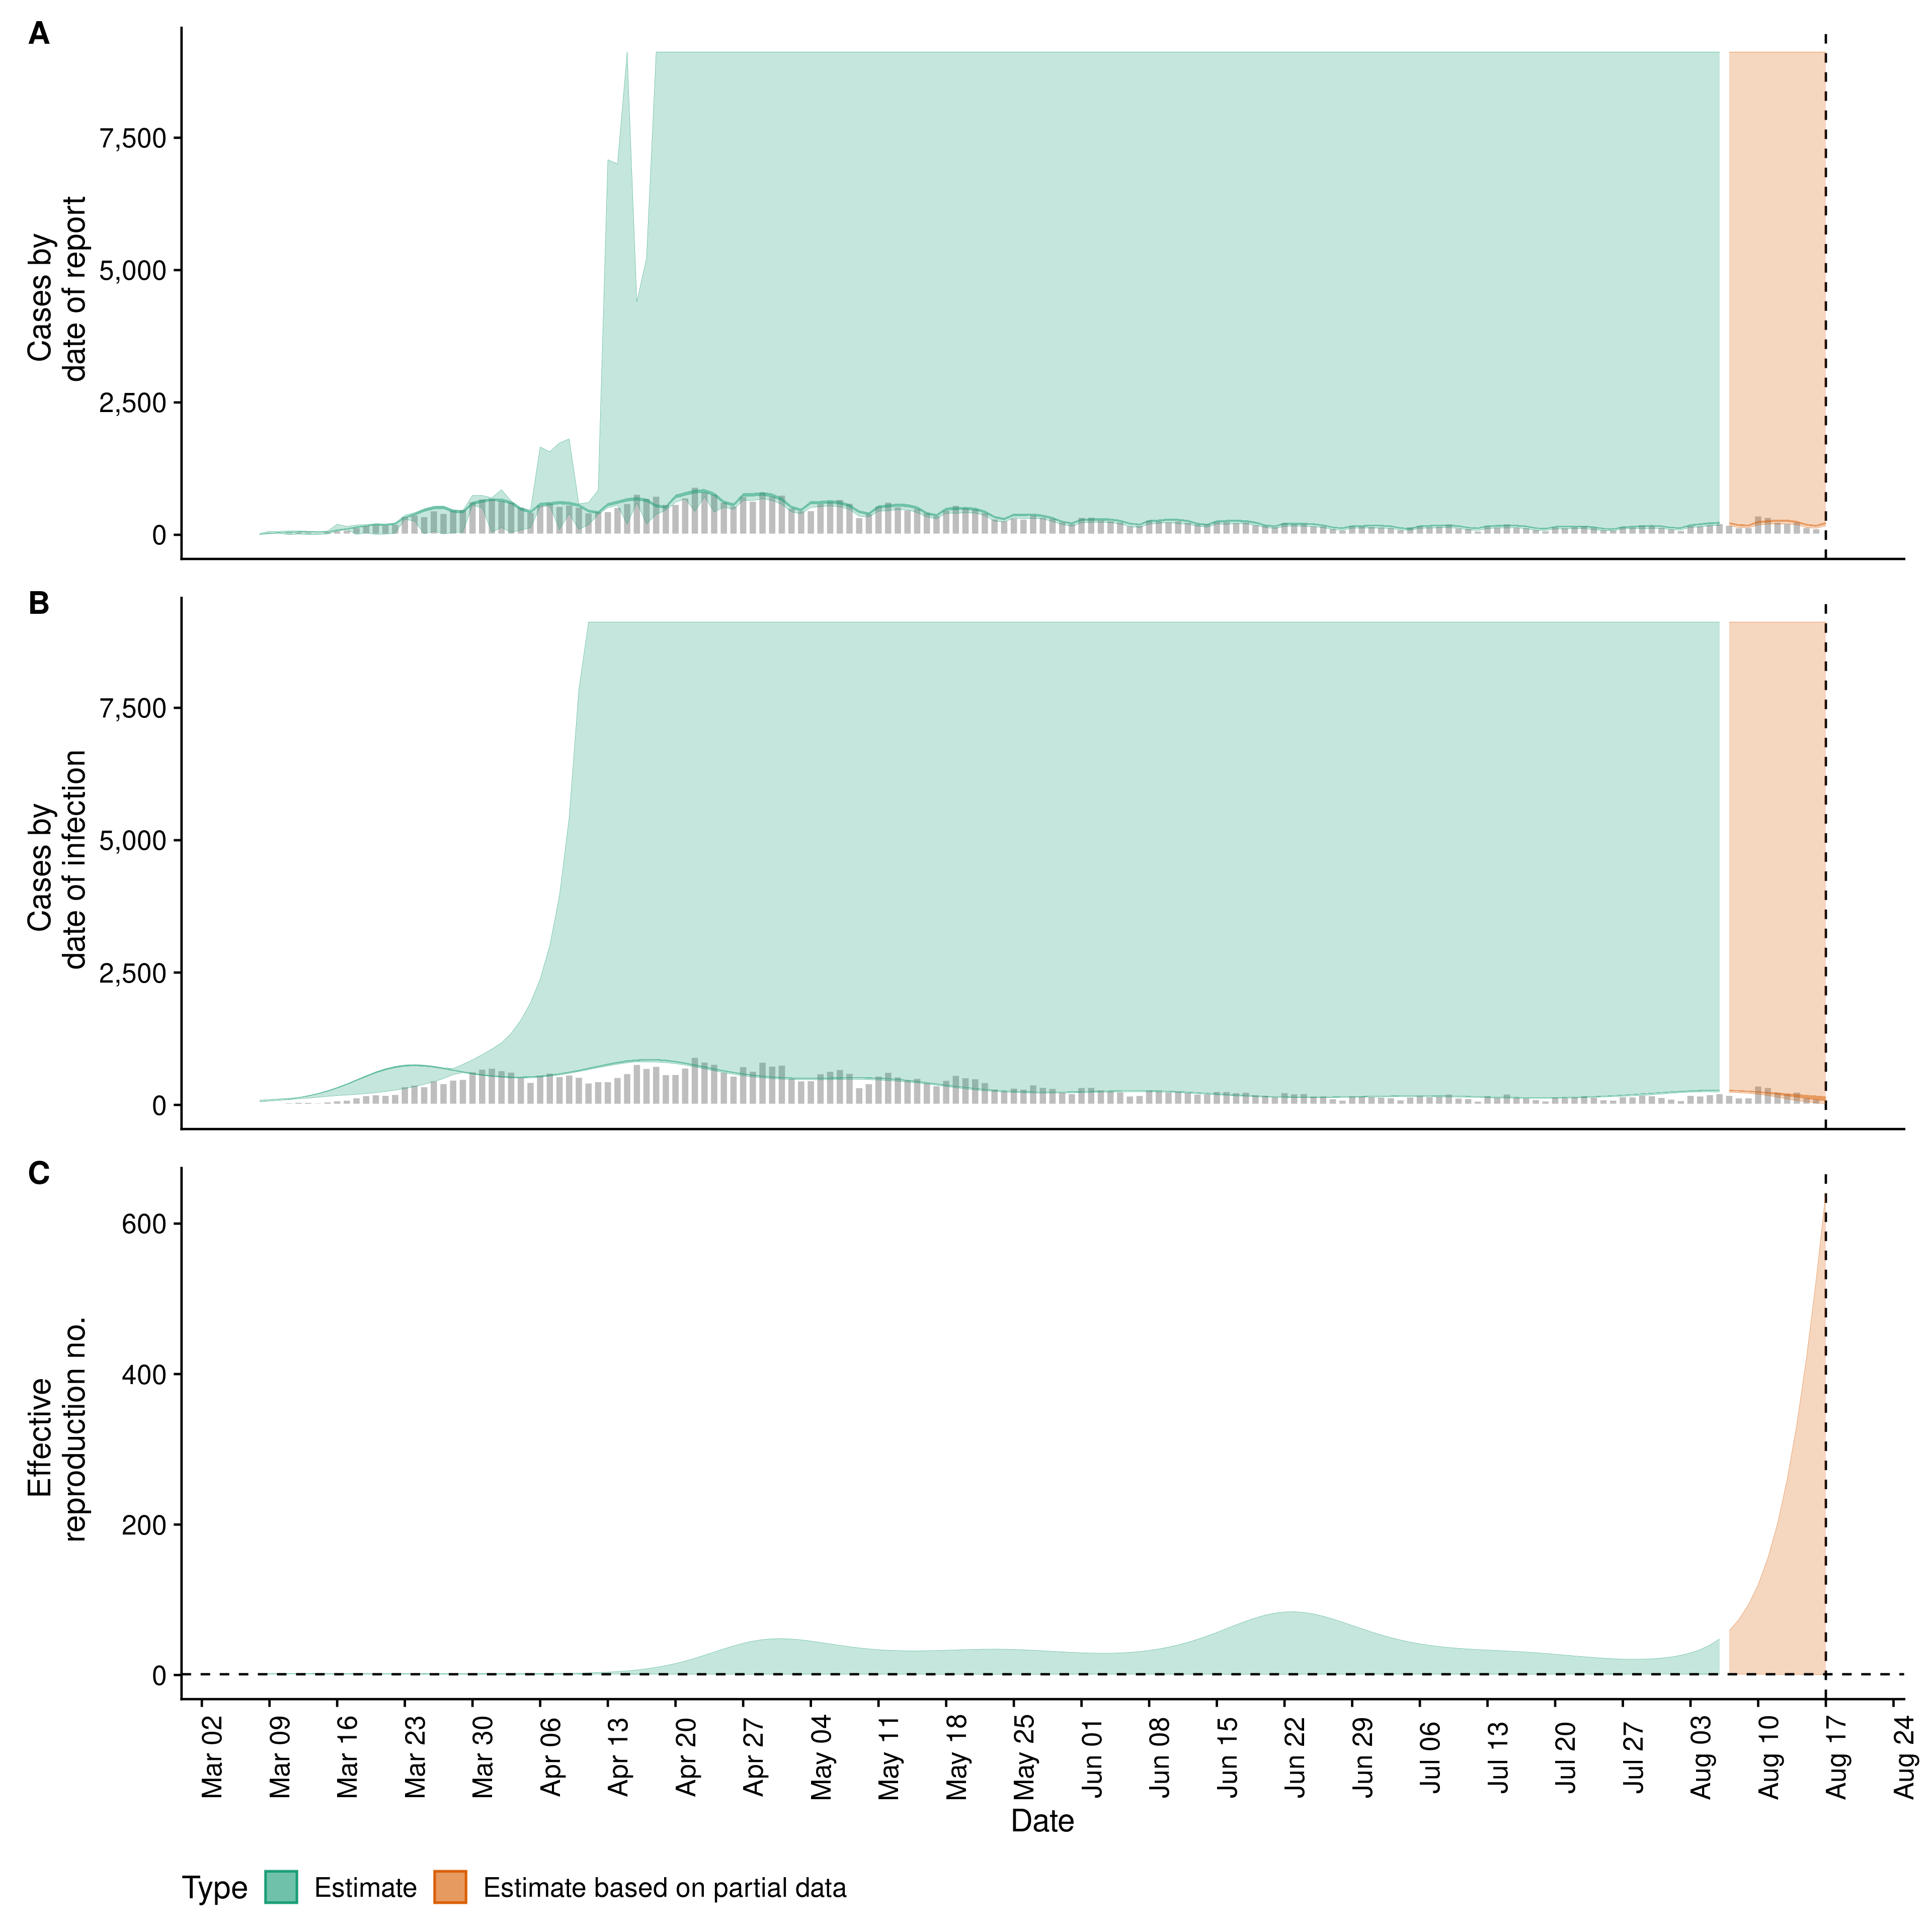 A
Cases by
date of report
7,500
5,000
2,500
0
B
Cases by
date of infection
7,500
5,000
2,500
0
C
Effective
reproduction no.
600
400
200
0
Mar 02
Mar 09
Mar 16
Mar 23
Mar 30
Apr 06
Apr 13
Apr 20
Apr 27
May 04
May 11
May 18
May 25
Jun 01
Jun 08
Jun 15
Jun 22
Jun 29
Jul 06
Jul 13
Jul 20
Jul 27
Aug 03
Aug 10
Aug 17
Aug 24
Date
Type Estimate Estimate based on partial data